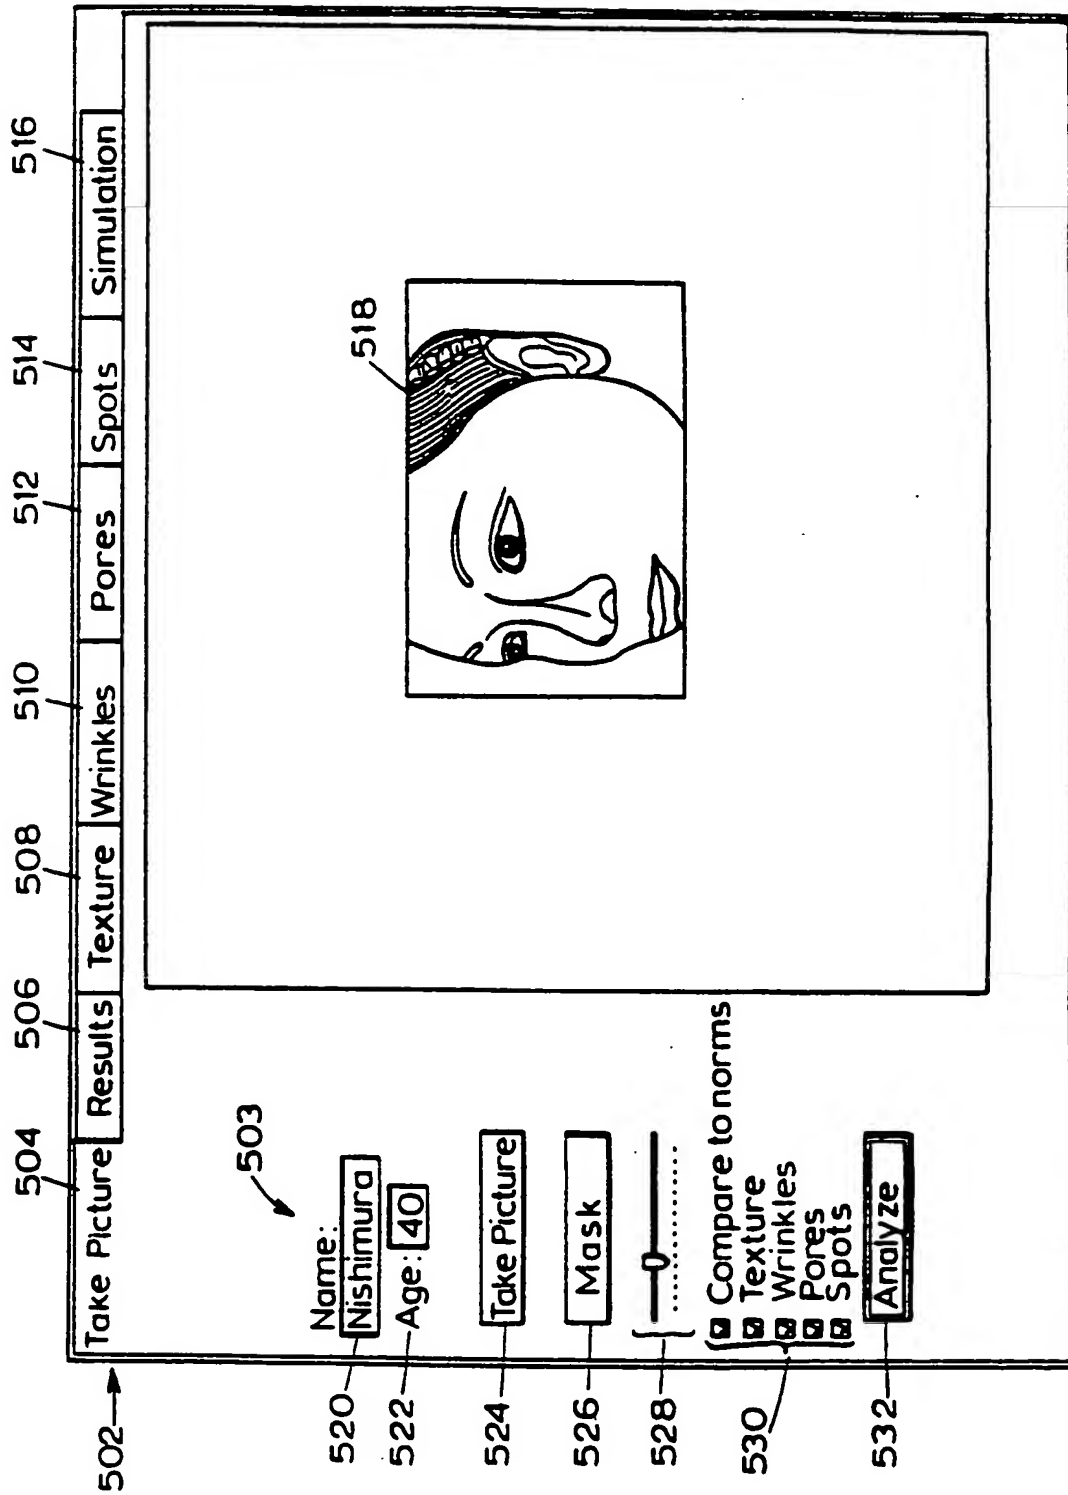 504 506 508 510 512 514 516
Take Picture Results Texture Wrinkles Pores Spots Simulation
502
503
518
Name:
520 Nishimura
522 Age: 40
524 Take Picture
526 Mask
528
530
Compare to norms
Texture
Wrinkles
Pores
Spots
532 Analyze